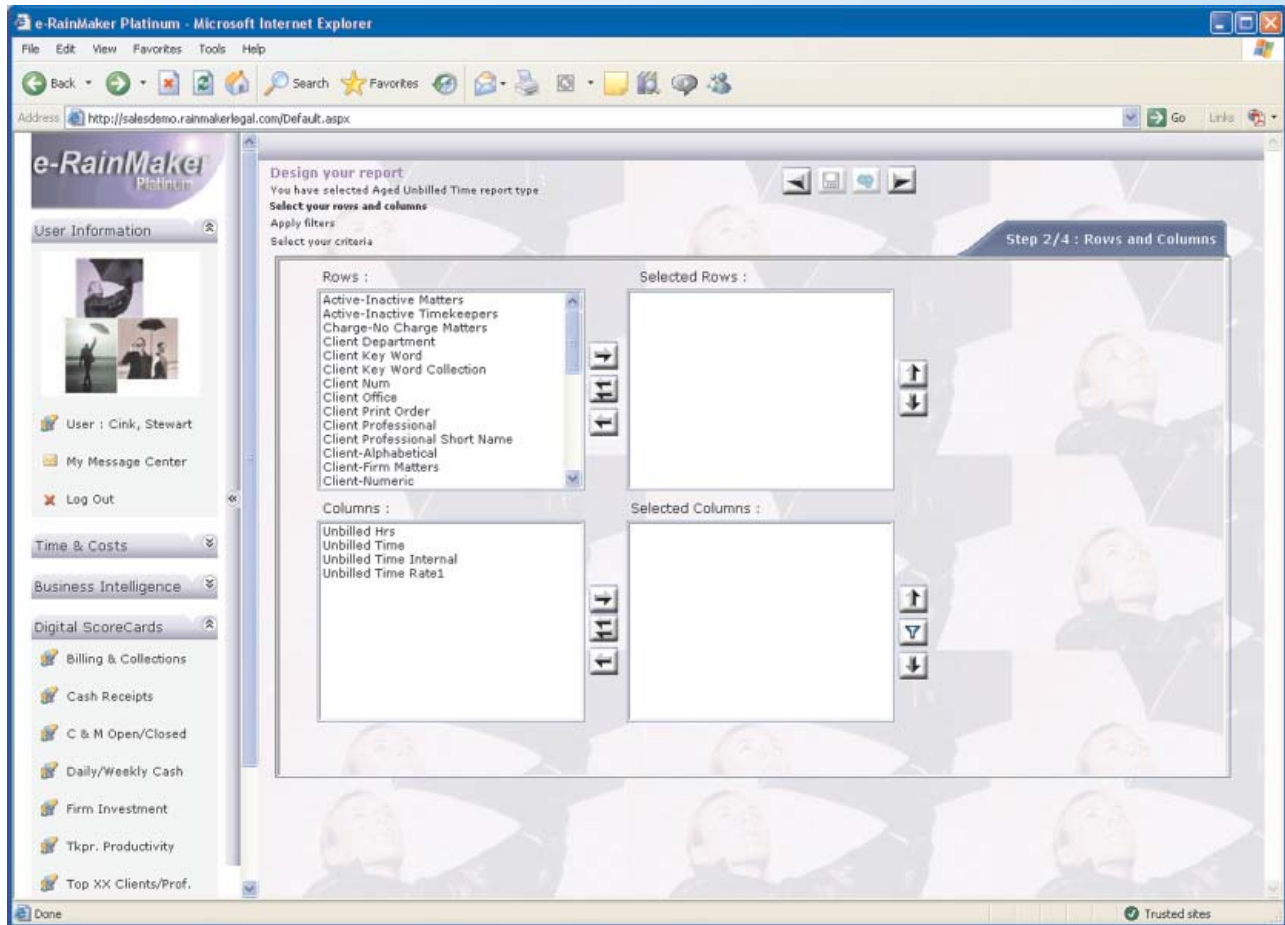 e-RainMaker Platinum - Microsoft Internet Explorer
File Edit View Favorites Tools Help
Back Search Favorites
Address http://salesdemo.rainmakerlegal.com/Default.aspx Go Links
e-RainMaker
Platinum
User Information
User : Cink, Stewart
My Message Center
Log Out
Time & Costs
Business Intelligence
Digital ScoreCards
Billing & Collections
Cash Receipts
C & M Open/Closed
Daily/Weekly Cash
Firm Investment
Tkpr. Productivity
Top XX Clients/Prof.
Design your report
You have selected Aged Unbilled Time report type
Select your rows and columns
Apply filters
Select your criteria
Step 2/4 : Rows and Columns
Rows :
Active-Inactive Matters
Active-Inactive Timekeepers
Charge-No Charge Matters
Client Department
Client Key Word
Client Key Word Collection
Client Num
Client Office
Client Print Order
Client Professional
Client Professional Short Name
Client-Alphabetical
Client-Firm Matters
Client-Numeric
Selected Rows :
Columns :
Unbilled Hrs
Unbilled Time
Unbilled Time Internal
Unbilled Time Rate1
Selected Columns :
Done
Trusted sites